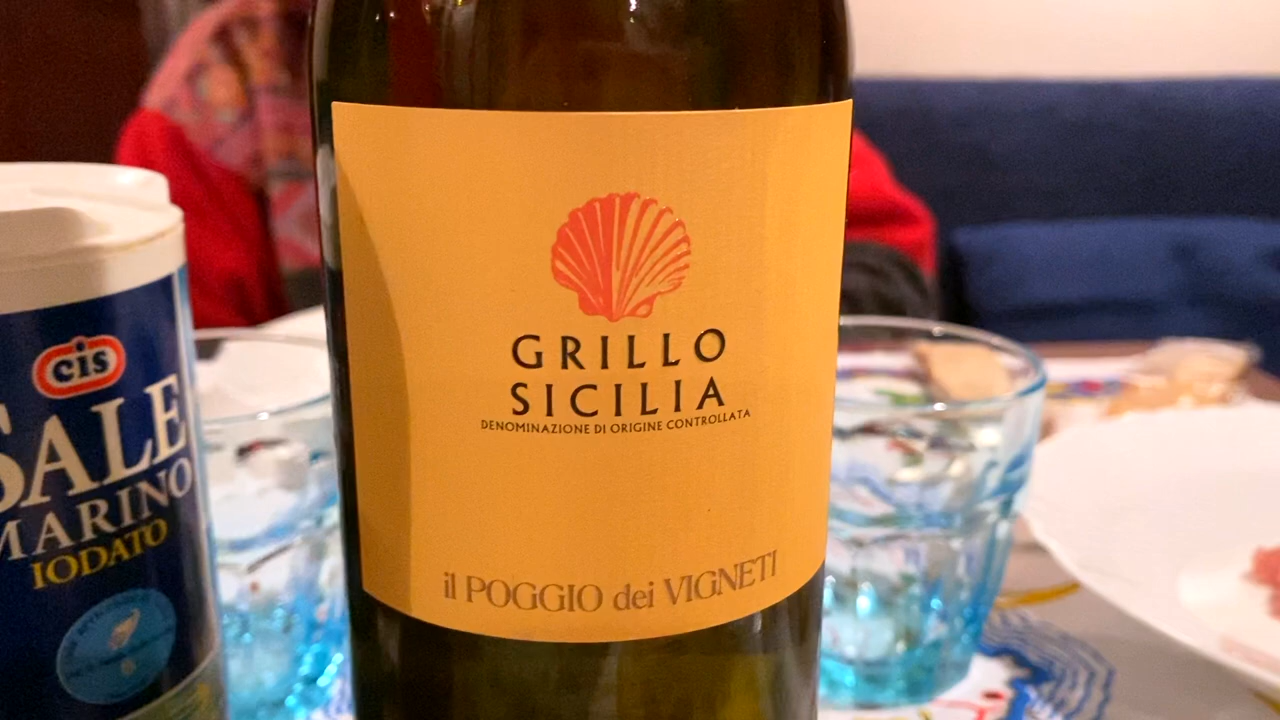 GRILLO
SICILIA
DENOMINAZIONE DI ORIGINE CONTROLLATA
il POGGIO dei VIGNETI
cis
SALE
MARINO
IODATO